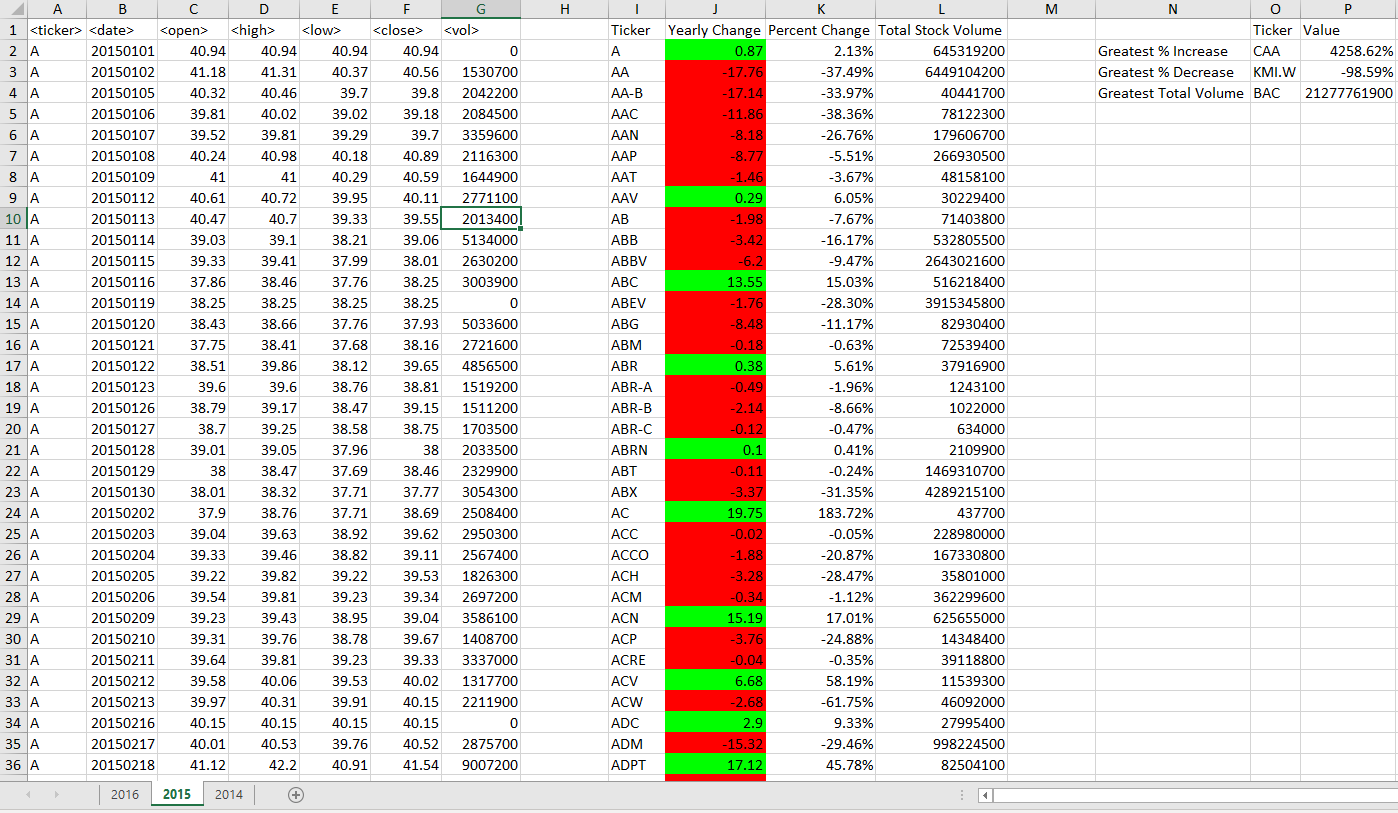 A B C D E F G H I J K L M N O P
1 <ticker> <date> <open> <high> <low> <close> <vol> Ticker Yearly Change Percent Change Total Stock Volume Ticker Value
2 A 20150101 40.94 40.94 40.94 40.94 0 A 0.87 2.13% 645319200 Greatest % Increase CAA 4258.62%
3 A 20150102 41.18 41.31 40.37 40.56 1530700 AA -17.76 -37.49% 6449104200 Greatest % Decrease KMI.W -98.59%
4 A 20150105 40.32 40.46 39.7 39.8 2042200 AA-B -17.14 -33.97% 40441700 Greatest Total Volume BAC 21277761900
5 A 20150106 39.81 40.02 39.02 39.18 2084500 AAC -11.86 -38.36% 78122300
6 A 20150107 39.52 39.81 39.29 39.7 3359600 AAN -8.18 -26.76% 179606700
7 A 20150108 40.24 40.98 40.18 40.89 2116300 AAP -8.77 -5.51% 266930500
8 A 20150109 41 41 40.29 40.59 1644900 AAT -1.46 -3.67% 48158100
9 A 20150112 40.61 40.72 39.95 40.11 2771100 AAV 0.29 6.05% 30229400
10 A 20150113 40.47 40.7 39.33 39.55 2013400 AB -1.98 -7.67% 71403800
11 A 20150114 39.03 39.1 38.21 39.06 5134000 ABB -3.42 -16.17% 532805500
12 A 20150115 39.33 39.41 37.99 38.01 2630200 ABBV -6.2 -9.47% 2643021600
13 A 20150116 37.86 38.46 37.76 38.25 3003900 ABC 13.55 15.03% 516218400
14 A 20150119 38.25 38.25 38.25 38.25 0 ABEV -1.76 -28.30% 3915345800
15 A 20150120 38.43 38.66 37.76 37.93 5033600 ABG -8.48 -11.17% 82930400
16 A 20150121 37.75 38.41 37.68 38.16 2721600 ABM -0.18 -0.63% 72539400
17 A 20150122 38.51 39.86 38.12 39.65 4856500 ABR 0.38 5.61% 37916900
18 A 20150123 39.6 39.6 38.76 38.81 1519200 ABR-A -0.49 -1.96% 1243100
19 A 20150126 38.79 39.17 38.47 39.15 1511200 ABR-B -2.14 -8.66% 1022000
20 A 20150127 38.7 39.25 38.58 38.75 1703500 ABR-C -0.12 -0.47% 634000
21 A 20150128 39.01 39.05 37.96 38 2033500 ABRN 0.1 0.41% 2109900
22 A 20150129 38 38.47 37.69 38.46 2329900 ABT -0.11 -0.24% 1469310700
23 A 20150130 38.01 38.32 37.71 37.77 3054300 ABX -3.37 -31.35% 4289215100
24 A 20150202 37.9 38.76 37.71 38.69 2508400 AC 19.75 183.72% 437700
25 A 20150203 39.04 39.63 38.92 39.62 2950300 ACC -0.02 -0.05% 228980000
26 A 20150204 39.33 39.46 38.82 39.11 2567400 ACCO -1.88 -20.87% 167330800
27 A 20150205 39.22 39.82 39.22 39.53 1826300 ACH -3.28 -28.47% 35801000
28 A 20150206 39.54 39.81 39.23 39.34 2697200 ACM -0.34 -1.12% 362299600
29 A 20150209 39.23 39.43 38.95 39.04 3586100 ACN 15.19 17.01% 625655000
30 A 20150210 39.31 39.76 38.78 39.67 1408700 ACP -3.76 -24.88% 14348400
31 A 20150211 39.64 39.81 39.23 39.33 3337000 ACRE -0.04 -0.35% 39118800
32 A 20150212 39.58 40.06 39.53 40.02 1317700 ACV 6.68 58.19% 11539300
33 A 20150213 39.97 40.31 39.91 40.15 2211900 ACW -2.68 -61.75% 46092000
34 A 20150216 40.15 40.15 40.15 40.15 0 ADC 2.9 9.33% 27995400
35 A 20150217 40.01 40.53 39.76 40.52 2875700 ADM -15.32 -29.46% 998224500
36 A 20150218 41.12 42.2 40.91 41.54 9007200 ADPT 17.12 45.78% 82504100
2016 2015 2014